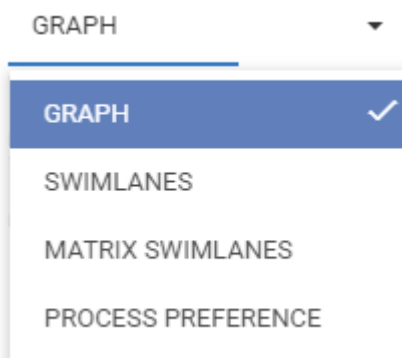 GRAPH
GRAPH
SWIMLANES
MATRIX SWIMLANES
PROCESS PREFERENCE